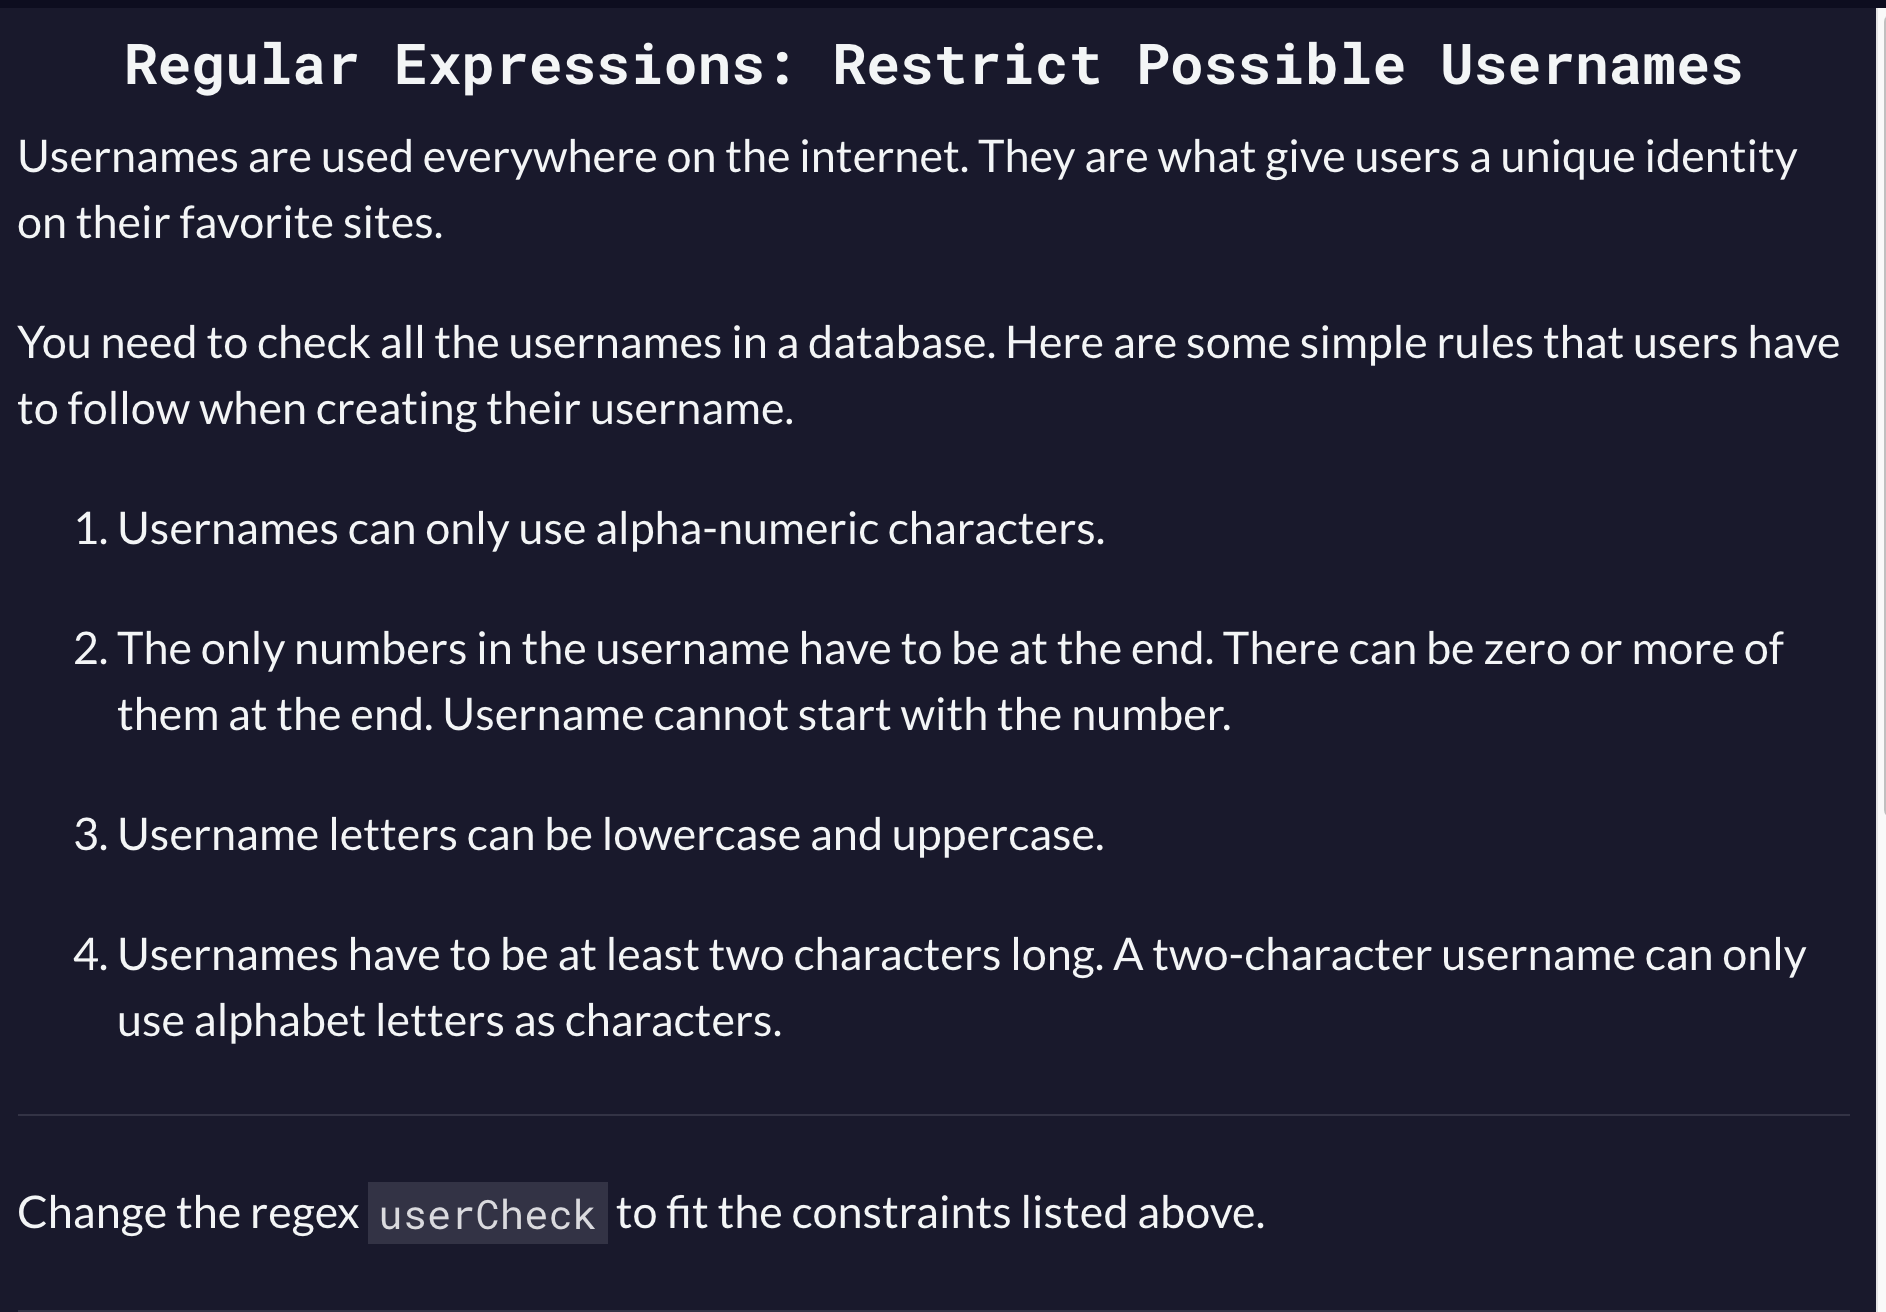 Regular Expressions: Restrict Possible Usernames
Usernames are used everywhere on the internet. They are what give users a unique identity
on their favorite sites.
You need to check all the usernames in a database. Here are some simple rules that users have
to follow when creating their username.
1. Usernames can only use alpha-numeric characters.
2. The only numbers in the username have to be at the end. There can be zero or more of
them at the end. Username cannot start with the number.
3. Username letters can be lowercase and uppercase.
4. Usernames have to be at least two characters long. A two-character username can only
use alphabet letters as characters.
Change the regex userCheck to fit the constraints listed above.